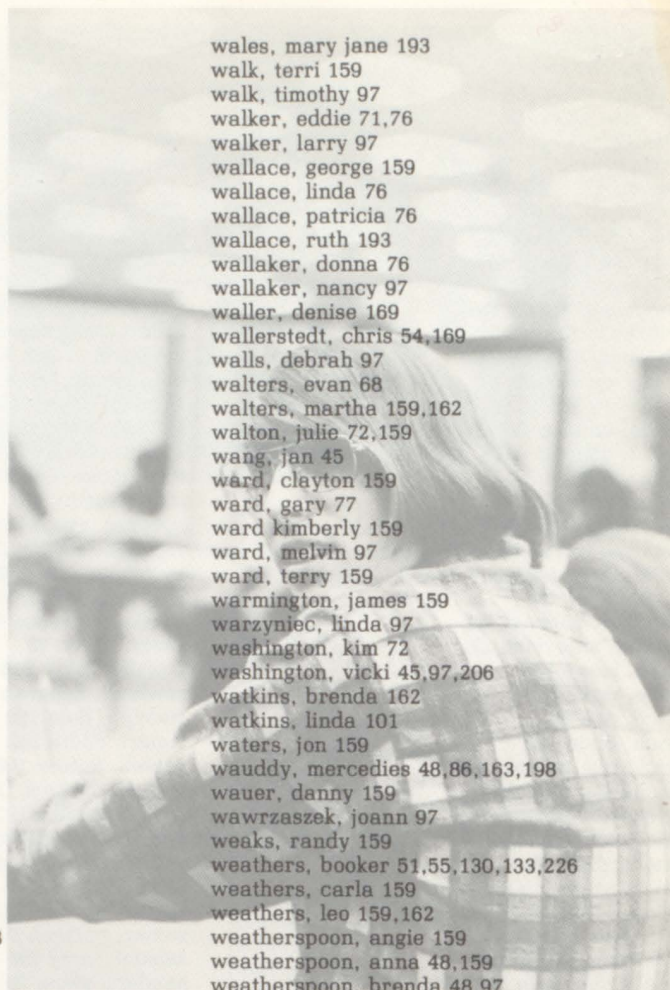 wales, mary jane 193
walk, terri 159
walk, timothy 97
walker, eddie 71,76
walker, larry 97
wallace, george 159
wallace, linda 76
wallace, patricia 76
wallace, ruth 193
wallaker, donna 76
wallaker, nancy 97
waller, denise 169
wallerstedt, chris 54,169
walls, debrah 97
walters, evan 68
walters, martha 159,162
walton, julie 72,159
wang, jan 45
ward, clayton 159
ward, gary 77
ward kimberly 159
ward, melvin 97
ward, terry 159
warmington, james 159
warzyniec, linda 97
washington, kim 72
washington, vicki 45,97,206
watkins, brenda 162
watkins, linda 101
waters, jon 159
wauddy, mercedies 48,86,163,198
wauer, danny 159
wawrzaszek, joann 97
weaks, randy 159
weathers, booker 51,55,130,133,226
weathers, carla 159
weathers, leo 159,162
weatherspoon, angie 159
weatherspoon, anna 48,159
weatherspoon, brenda 48,97